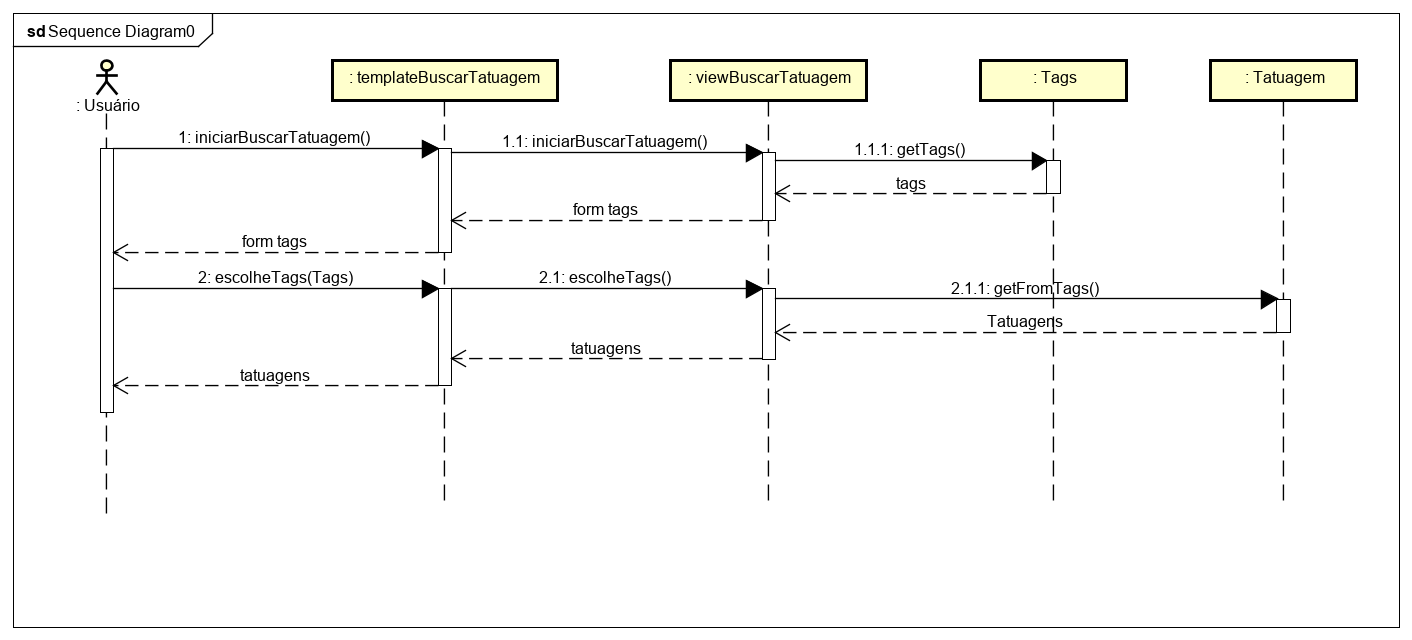 sd Sequence Diagram0
: Usuário
: templateBuscarTatuagem
: viewBuscarTatuagem
: Tags
: Tatuagem
1: iniciarBuscarTatuagem()
1.1: iniciarBuscarTatuagem()
1.1.1: getTags()
tags
form tags
form tags
2: escolheTags(Tags)
2.1: escolheTags()
2.1.1: getFromTags()
Tatuagens
tatuagens
tatuagens